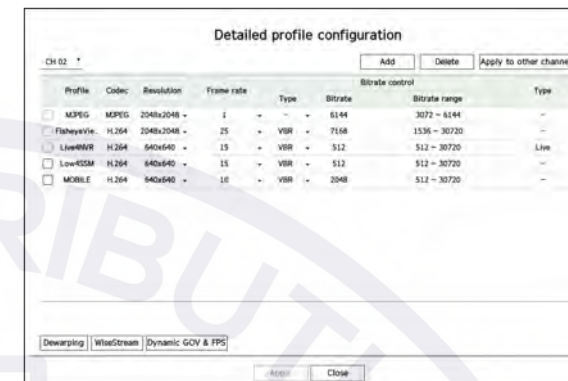 Detailed profile configuration
CH 02
Add Delete Apply to other channe
Bitrate control
Profile Codec Resolution Frame rate Type Bitrate Bitrate range Type
MJPEG MJPEG 2048x2048 1 - 6144 3072 ~ 6144 -
FisheyeVie.. H.264 2048x2048 25 VBR 7168 1536 ~ 30720 -
Live4NVR H.264 640x640 15 VBR 512 512 ~ 30720 Live
Low4SSM H.264 640x640 15 VBR 512 512 ~ 30720 -
MOBILE H.264 640x640 10 VBR 2048 512 ~ 30720 -
Dewarping WiseStream Dynamic GOV & FPS
Apply Close
RIBUT